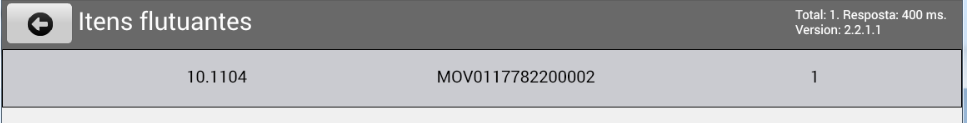 Itens flutuantes
Total: 1. Resposta: 400 ms.
Version: 2.2.1.1
10.1104 MOV0117782200002 1